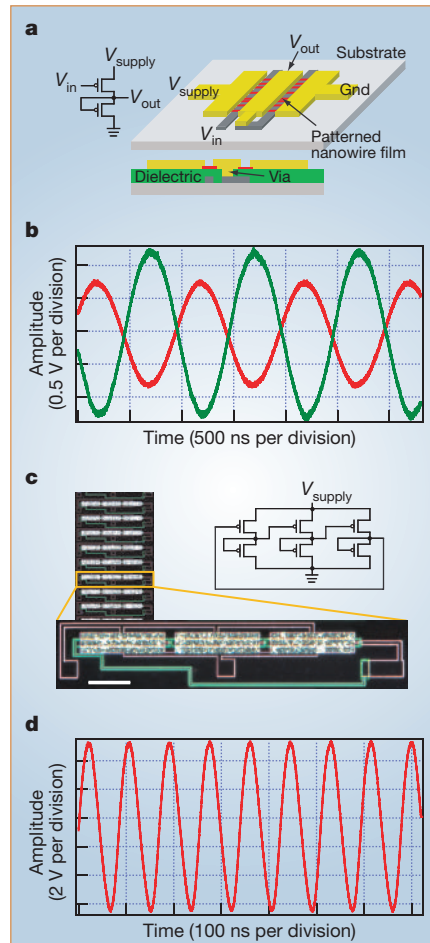 a
V_supply
V_in
V_out
V_out
Substrate
V_supply
Gnd
V_in
Patterned
nanowire film
Dielectric
Via
b
Amplitude
(0.5 V per division)
Time (500 ns per division)
c
V_supply
d
Amplitude
(2 V per division)
Time (100 ns per division)